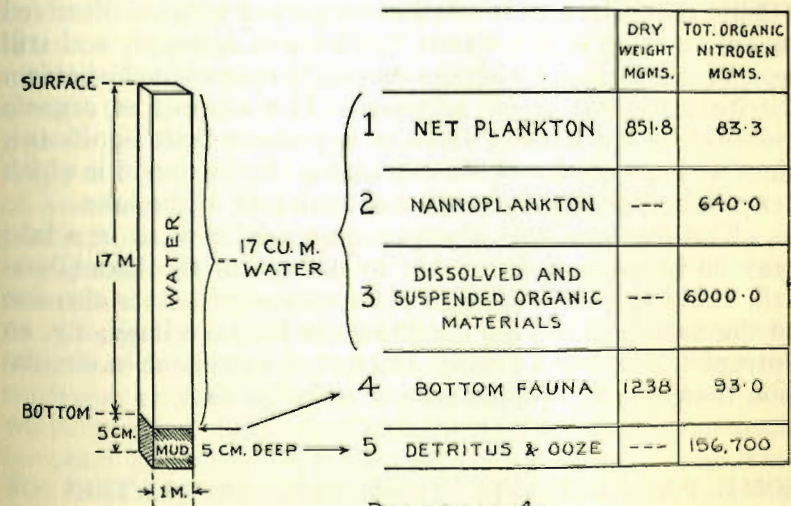 DRY WEIGHT MGMS.
TOT. ORGANIC NITROGEN MGMS.
SURFACE
17 M.
WATER
17 CU. M.
WATER
BOTTOM
5 CM.
MUD
5 CM. DEEP
1 M.
1 NET PLANKTON 851·8 83·3
2 NANNOPLANKTON --- 640·0
3 DISSOLVED AND
SUSPENDED ORGANIC --- 6000·0
MATERIALS
4 BOTTOM FAUNA 1238 93·0
5 DETRITUS & OOZE --- 156,700